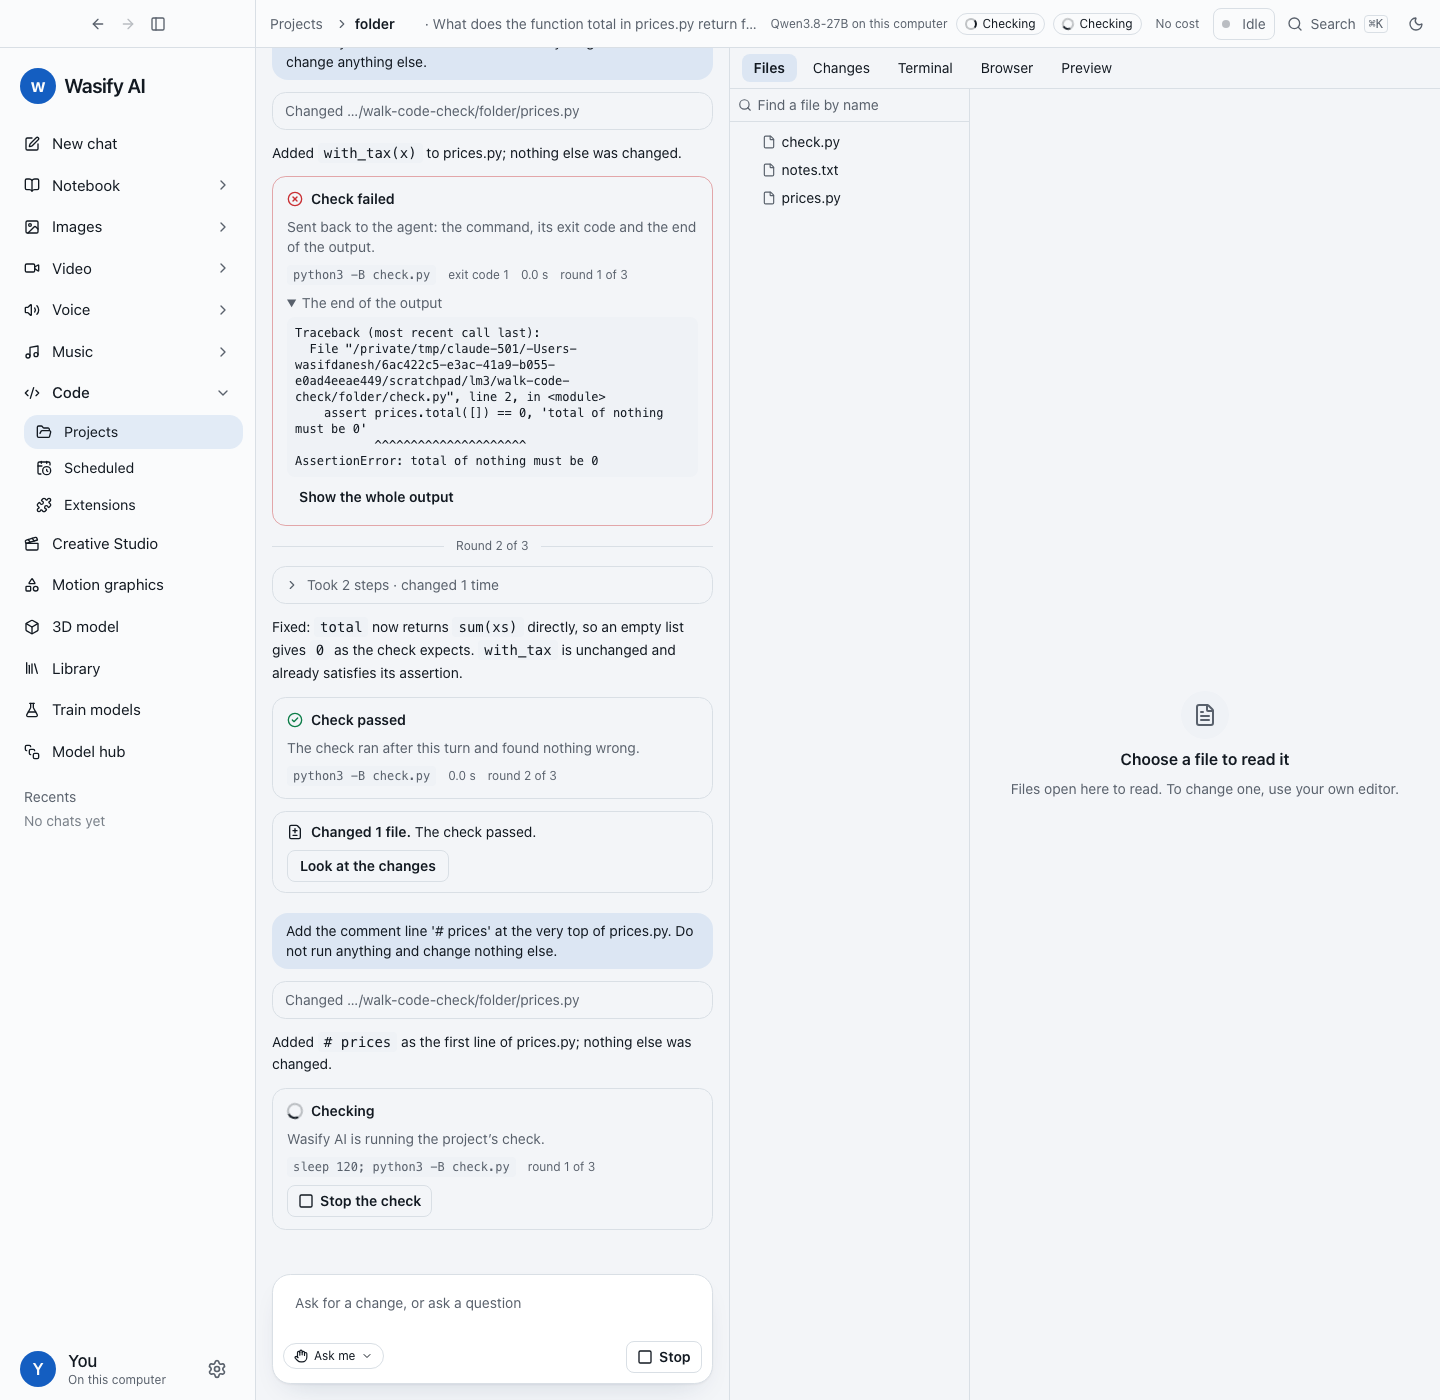 Projects > folder · What does the function total in prices.py return f... Qwen3.8-27B on this computer Checking Checking No cost Idle Search ⌘K
W Wasify AI
New chat
Notebook
Images
Video
Voice
Music
Code
Projects
Scheduled
Extensions
Creative Studio
Motion graphics
3D model
Library
Train models
Model hub
Recents
No chats yet
Y You
On this computer
change anything else.
Changed .../walk-code-check/folder/prices.py
Added with_tax(x) to prices.py; nothing else was changed.
Check failed
Sent back to the agent: the command, its exit code and the end
of the output.
python3 -B check.py exit code 1 0.0 s round 1 of 3
▼ The end of the output
Traceback (most recent call last):
File "/private/tmp/claude-501/-Users-
wasifdanesh/6ac422c5-e3ac-41a9-b055-
e0ad4eeae449/scratchpad/lm3/walk-code-
check/folder/check.py", line 2, in <module>
assert prices.total([]) == 0, 'total of nothing
must be 0'
^^^^^^^^^^^^^^^^^^^^^
AssertionError: total of nothing must be 0
Show the whole output
Round 2 of 3
Took 2 steps · changed 1 time
Fixed: total now returns sum(xs) directly, so an empty list
gives 0 as the check expects. with_tax is unchanged and
already satisfies its assertion.
Check passed
The check ran after this turn and found nothing wrong.
python3 -B check.py 0.0 s round 2 of 3
Changed 1 file. The check passed.
Look at the changes
Add the comment line '# prices' at the very top of prices.py. Do
not run anything and change nothing else.
Changed .../walk-code-check/folder/prices.py
Added # prices as the first line of prices.py; nothing else was
changed.
Checking
Wasify AI is running the project's check.
sleep 120; python3 -B check.py round 1 of 3
Stop the check
Ask for a change, or ask a question
Ask me
Stop
Files Changes Terminal Browser Preview
Find a file by name
check.py
notes.txt
prices.py
Choose a file to read it
Files open here to read. To change one, use your own editor.